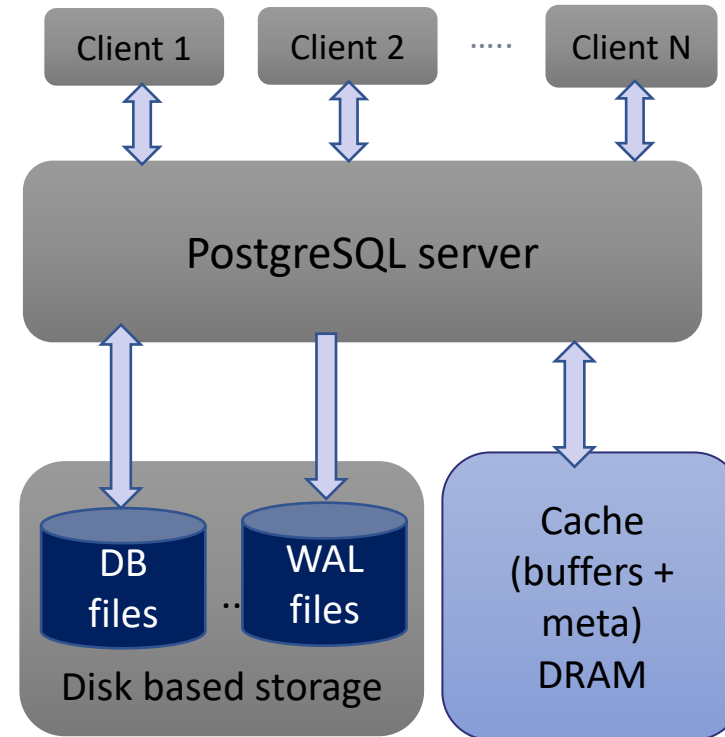 Client 1
Client 2
.....
Client N
PostgreSQL server
DB
files
..
WAL
files
Disk based storage
Cache
(buffers +
meta)
DRAM